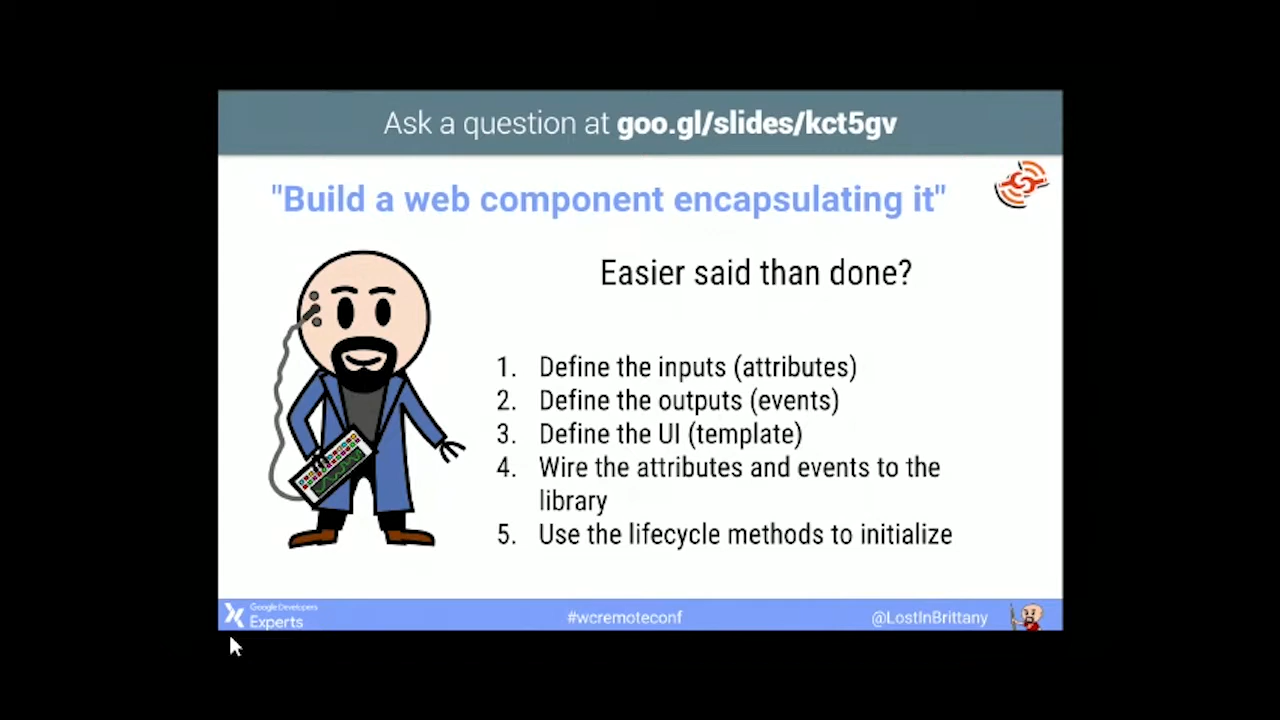 Ask a question at goo.gl/slides/kct5gv
"Build a web component encapsulating it"
Easier said than done?
1. Define the inputs (attributes)
2. Define the outputs (events)
3. Define the UI (template)
4. Wire the attributes and events to the
library
5. Use the lifecycle methods to initialize
Google Developers
Experts
#wcremoteconf
@LostInBrittany